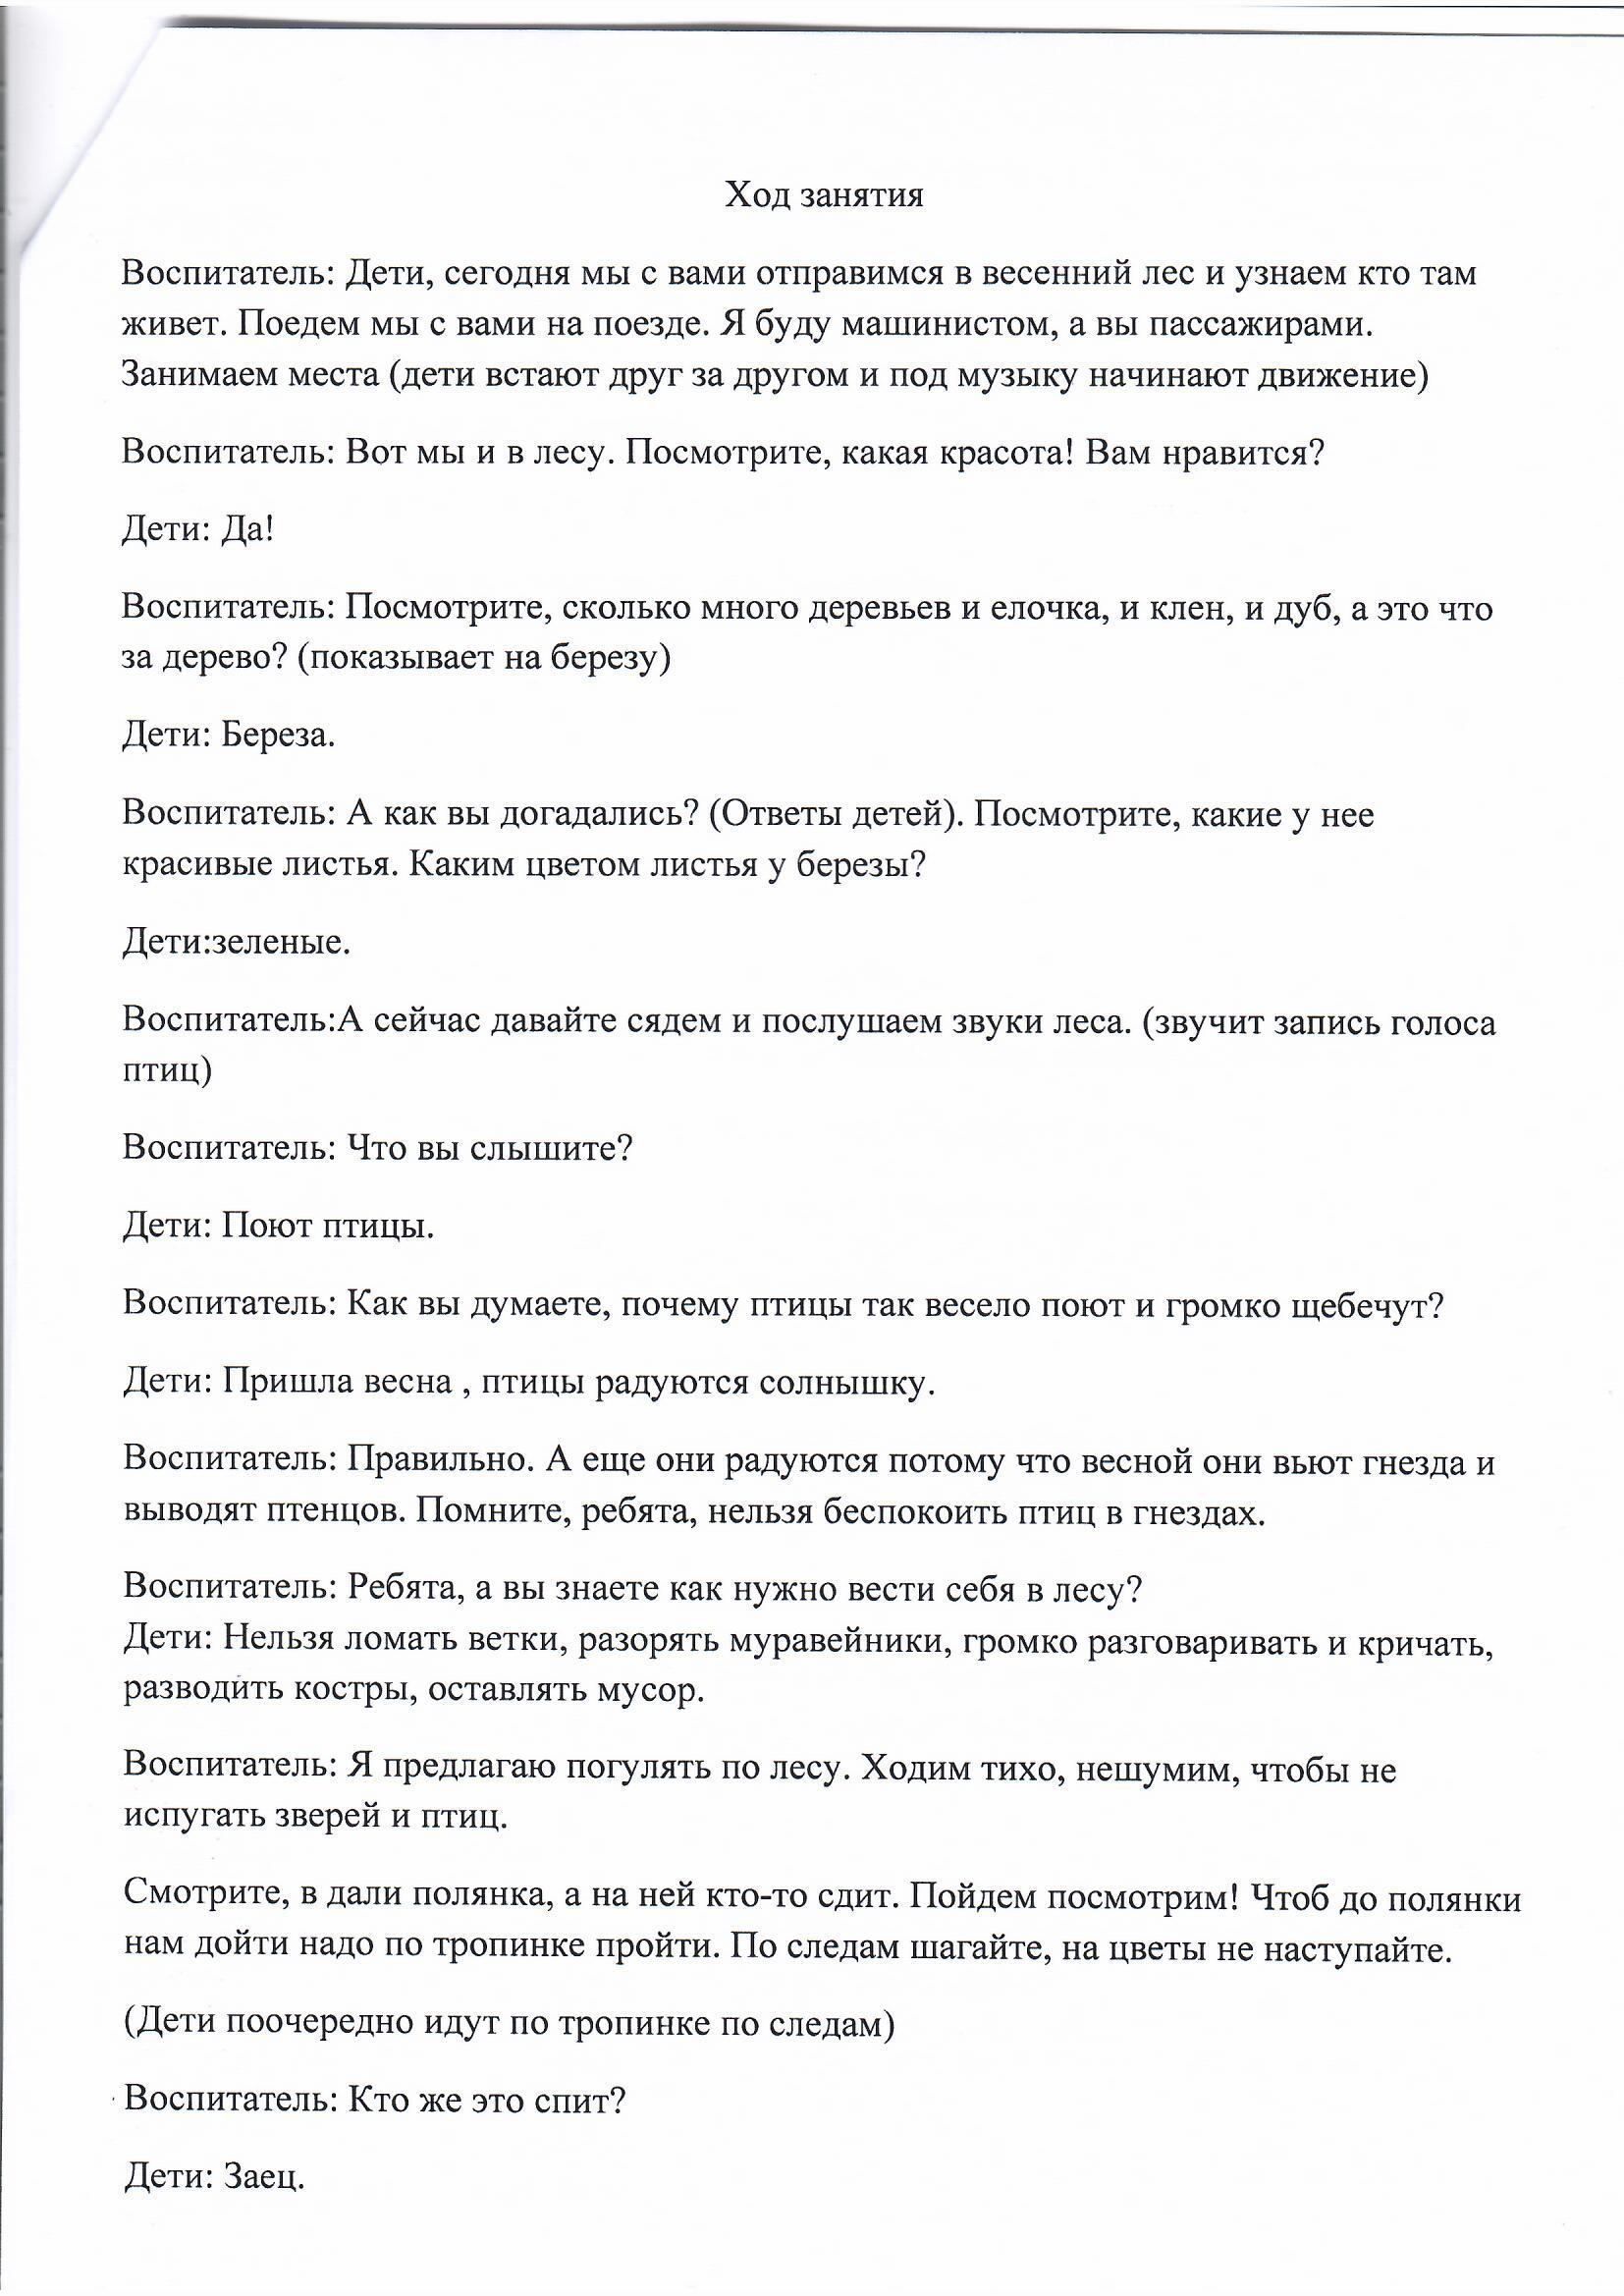 Ход занятия
Воспитатель: Дети, сегодня мы с вами отправимся в весенний лес и узнаем кто там
живет. Поедем мы с вами на поезде. Я буду машинистом, а вы пассажирами.
Занимаем места (дети встают друг за другом и под музыку начинают движение)
Воспитатель: Вот мы и в лесу. Посмотрите, какая красота! Вам нравится?
Дети: Да!
Воспитатель: Посмотрите, сколько много деревьев и елочка, и клен, и дуб, а это что
за дерево? (показывает на березу)
Дети: Береза.
Воспитатель: А как вы догадались? (Ответы детей). Посмотрите, какие у нее
красивые листья. Каким цветом листья у березы?
Дети:зеленые.
Воспитатель:А сейчас давайте сядем и послушаем звуки леса. (звучит запись голоса
птиц)
Воспитатель: Что вы слышите?
Дети: Поют птицы.
Воспитатель: Как вы думаете, почему птицы так весело поют и громко щебечут?
Дети: Пришла весна , птицы радуются солнышку.
Воспитатель: Правильно. А еще они радуются потому что весной они вьют гнезда и
выводят птенцов. Помните, ребята, нельзя беспокоить птиц в гнездах.
Воспитатель: Ребята, а вы знаете как нужно вести себя в лесу?
Дети: Нельзя ломать ветки, разорять муравейники, громко разговаривать и кричать,
разводить костры, оставлять мусор.
Воспитатель: Я предлагаю погулять по лесу. Ходим тихо, нешумим, чтобы не
испугать зверей и птиц.
Смотрите, в дали полянка, а на ней кто-то сдит. Пойдем посмотрим! Чтоб до полянки
нам дойти надо по тропинке пройти. По следам шагайте, на цветы не наступайте.
(Дети поочередно идут по тропинке по следам)
Воспитатель: Кто же это спит?
Дети: Заец.